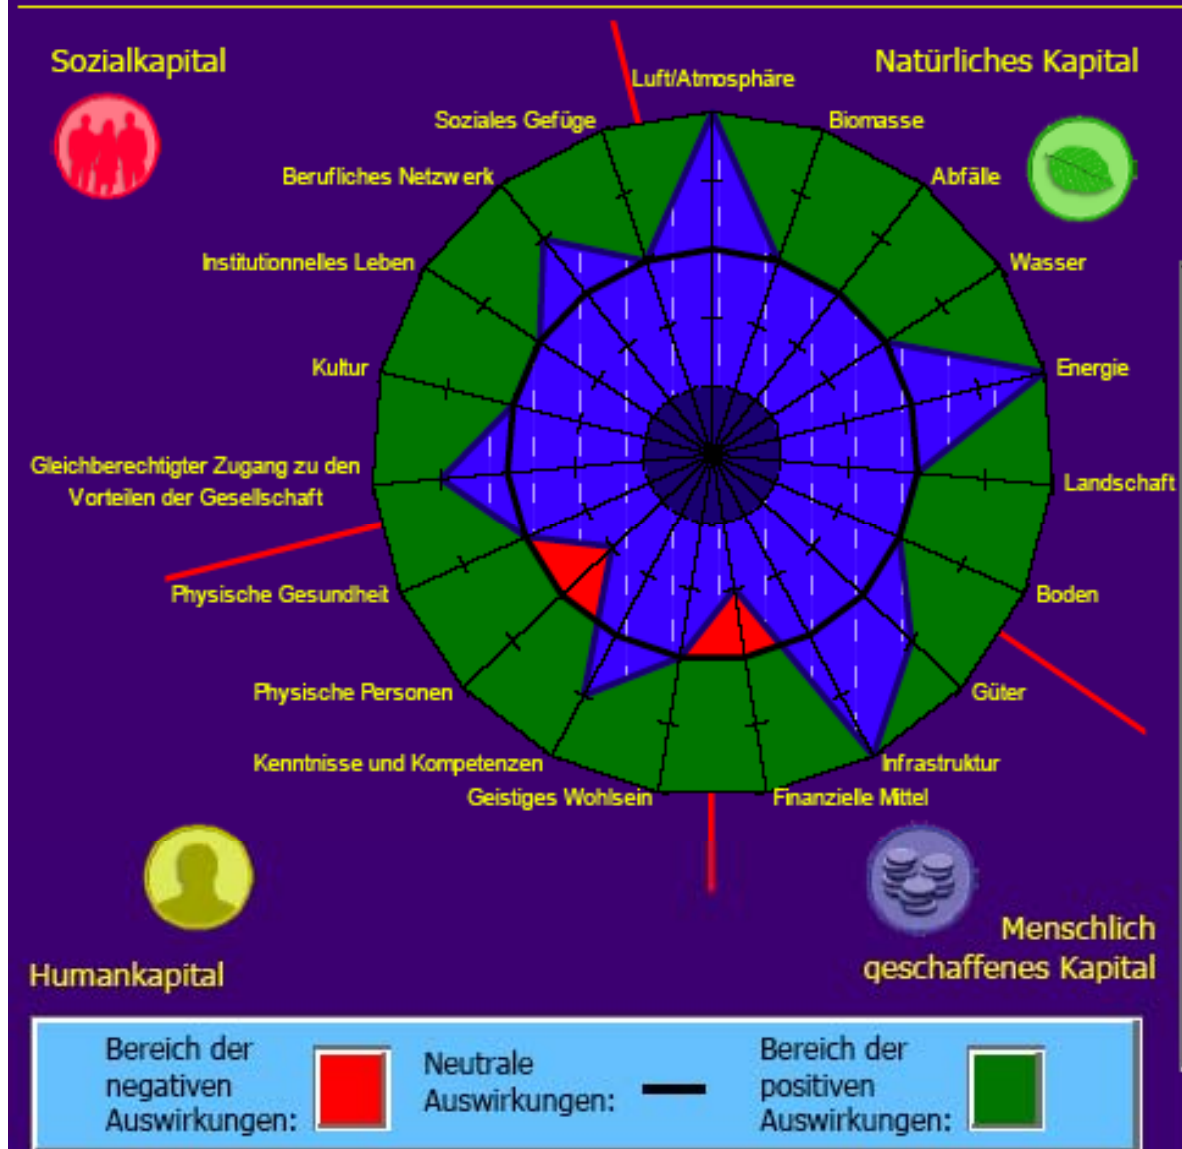 Sozialkapital
Natürliches Kapital
Luft/Atmosphäre
Soziales Gefüge
Biomasse
Berufliches Netzwerk
Abfälle
Institutionnelles Leben
Wasser
Kultur
Energie
Gleichberechtigter Zugang zu den
Vorteilen der Gesellschaft
Landschaft
Physische Gesundheit
Boden
Physische Personen
Güter
Kenntnisse und Kompetenzen
Infrastruktur
Geistiges Wohlsein
Finanzielle Mittel
Humankapital
Menschlich
geschaffenes Kapital
Bereich der
negativen
Auswirkungen:
Neutrale
Auswirkungen:
Bereich der
positiven
Auswirkungen: